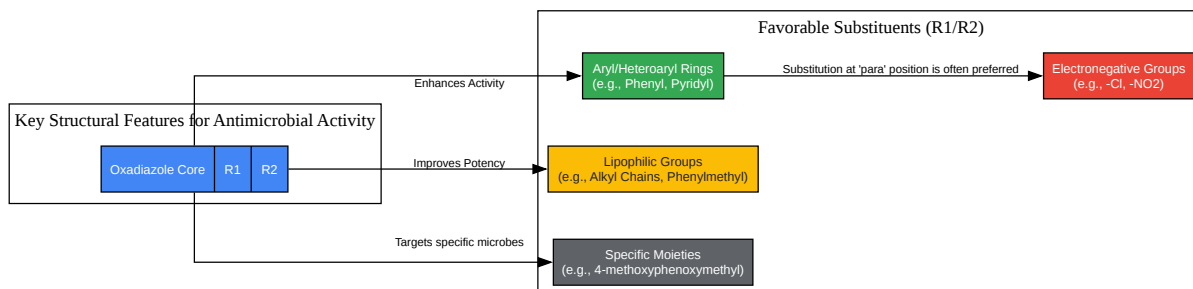 Favorable Substituents (R1/R2)
Aryl/Heteroaryl Rings
(e.g., Phenyl, Pyridyl)
Substitution at 'para' position is often preferred
Electronegative Groups
(e.g., -Cl, -NO2)
Enhances Activity
Key Structural Features for Antimicrobial Activity
Oxadiazole Core
R1
R2
Improves Potency
Lipophilic Groups
(e.g., Alkyl Chains, Phenylmethyl)
Targets specific microbes
Specific Moieties
(e.g., 4-methoxyphenoxymethyl)